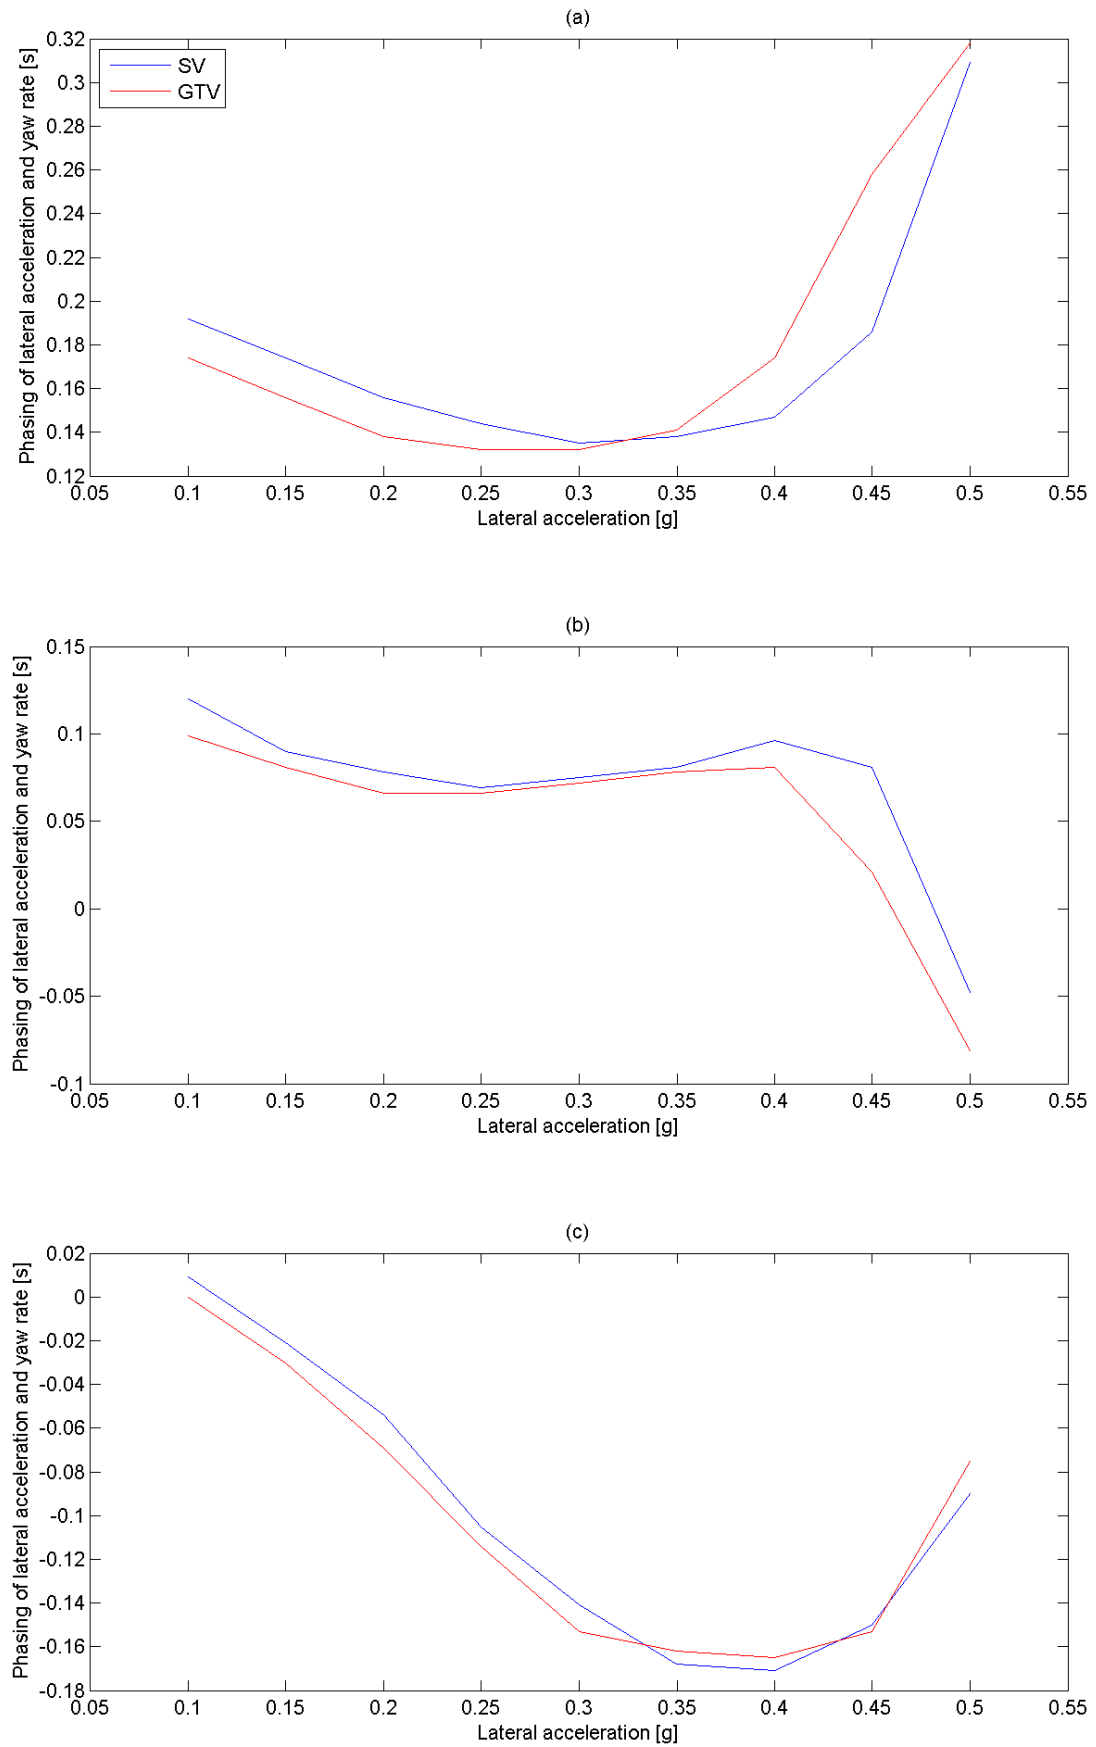 (a)
Phasing of lateral acceleration and yaw rate [s]
0.32
0.3
0.28
0.26
0.24
0.22
0.2
0.18
0.16
0.14
0.12
SV
GTV
0.05 0.1 0.15 0.2 0.25 0.3 0.35 0.4 0.45 0.5 0.55
Lateral acceleration [g]
(b)
Phasing of lateral acceleration and yaw rate [s]
0.15
0.1
0.05
0
-0.05
-0.1
0.05 0.1 0.15 0.2 0.25 0.3 0.35 0.4 0.45 0.5 0.55
Lateral acceleration [g]
(c)
Phasing of lateral acceleration and yaw rate [s]
0.02
0
-0.02
-0.04
-0.06
-0.08
-0.1
-0.12
-0.14
-0.16
-0.18
0.05 0.1 0.15 0.2 0.25 0.3 0.35 0.4 0.45 0.5 0.55
Lateral acceleration [g]